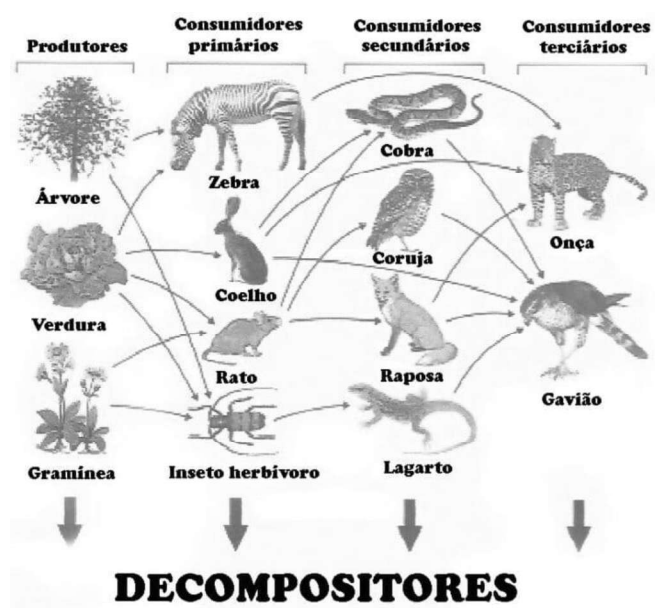 Produtores
Consumidores
primários
Consumidores
secundários
Consumidores
terciários
Árvore
Zebra
Cobra
Onça
Verdura
Coelho
Coruja
Gavião
Gramínea
Rato
Raposa
Inseto herbívoro
Lagarto
DECOMPOSITORES